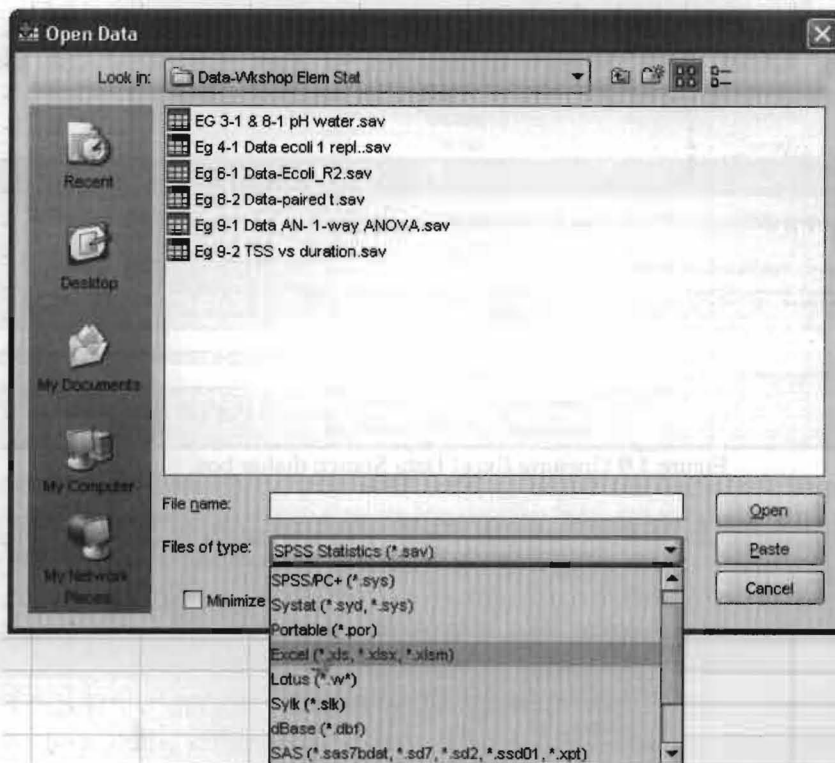 Open Data
Look in: Data-Wkshop Elem Stat
EG 3-1 & 8-1 pH water.sav
Eg 4-1 Data ecoli 1 repl..sav
Eg 6-1 Data-Ecoli_R2.sav
Eg 8-2 Data-paired t.sav
Eg 9-1 Data AN- 1-way ANOVA.sav
Eg 9-2 TSS vs duration.sav
Recent
Desktop
My Documents
My Computer
My Network
Places
File name:
Open
Files of type: SPSS Statistics (*.sav)
Paste
Cancel
Minimize
SPSS/PC+ (*.sys)
Systat (*.syd, *.sys)
Portable (*.por)
Excel (*.xls, *.xlsx, *.xlsm)
Lotus (*.w*)
Sylk (*.slk)
dBase (*.dbf)
SAS (*.sas7bdat, *.sd7, *.sd2, *.ssd01, *.xpt)